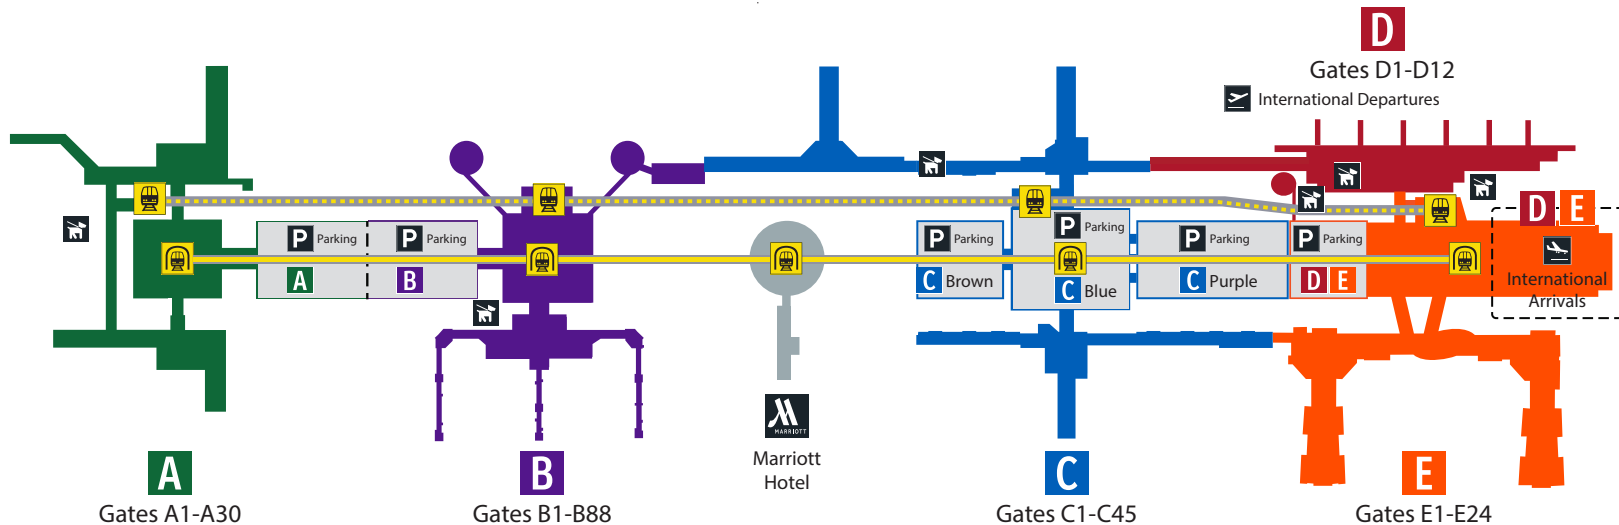 D
Gates D1-D12
International Departures
D E
P Parking
P Parking
P Parking
P Parking
P Parking
P Parking
A
B
C Brown
C Blue
C Purple
D E
International
Arrivals
MARRIOTT
Marriott
Hotel
A
Gates A1-A30
B
Gates B1-B88
C
Gates C1-C45
E
Gates E1-E24